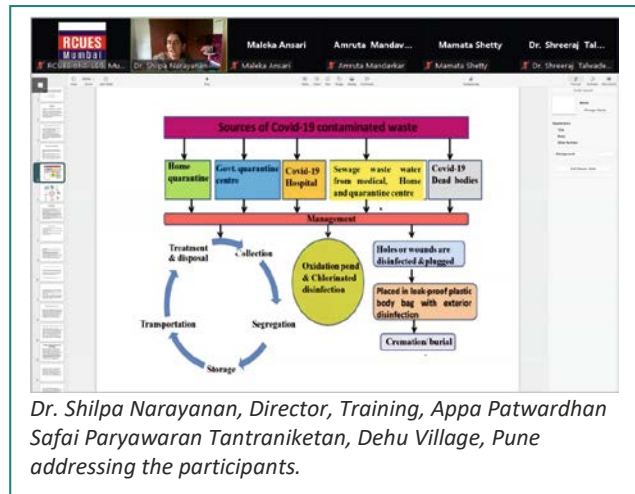 RCUES
Mumbai
Maleka Ansari
Amruta Mandav...
Mamata Shetty
Dr. Shreeraj Tal...
Dr. Shilpa Narayanan
Maleka Ansari
Amruta Mandavkar
Mamata Shetty
Dr. Shreeraj Talwade...
Sources of Covid-19 contaminated waste
Home
quarantine
Govt. quarantine
centre
Covid-19
Hospital
Sewage waste water
from medical, Home
and quarantine centre
Covid-19
Dead bodies
Management
Treatment
& disposal
Collection
Segregation
Storage
Transportation
Oxidation pond
& Chlorinated
disinfection
Holes or wounds are
disinfected &plugged
Placed in leak-proof plastic
body bag with exterior
disinfection
Cremation/burial
Dr. Shilpa Narayanan, Director, Training, Appa Patwardhan
Safai Paryawaran Tantraniketan, Dehu Village, Pune
addressing the participants.